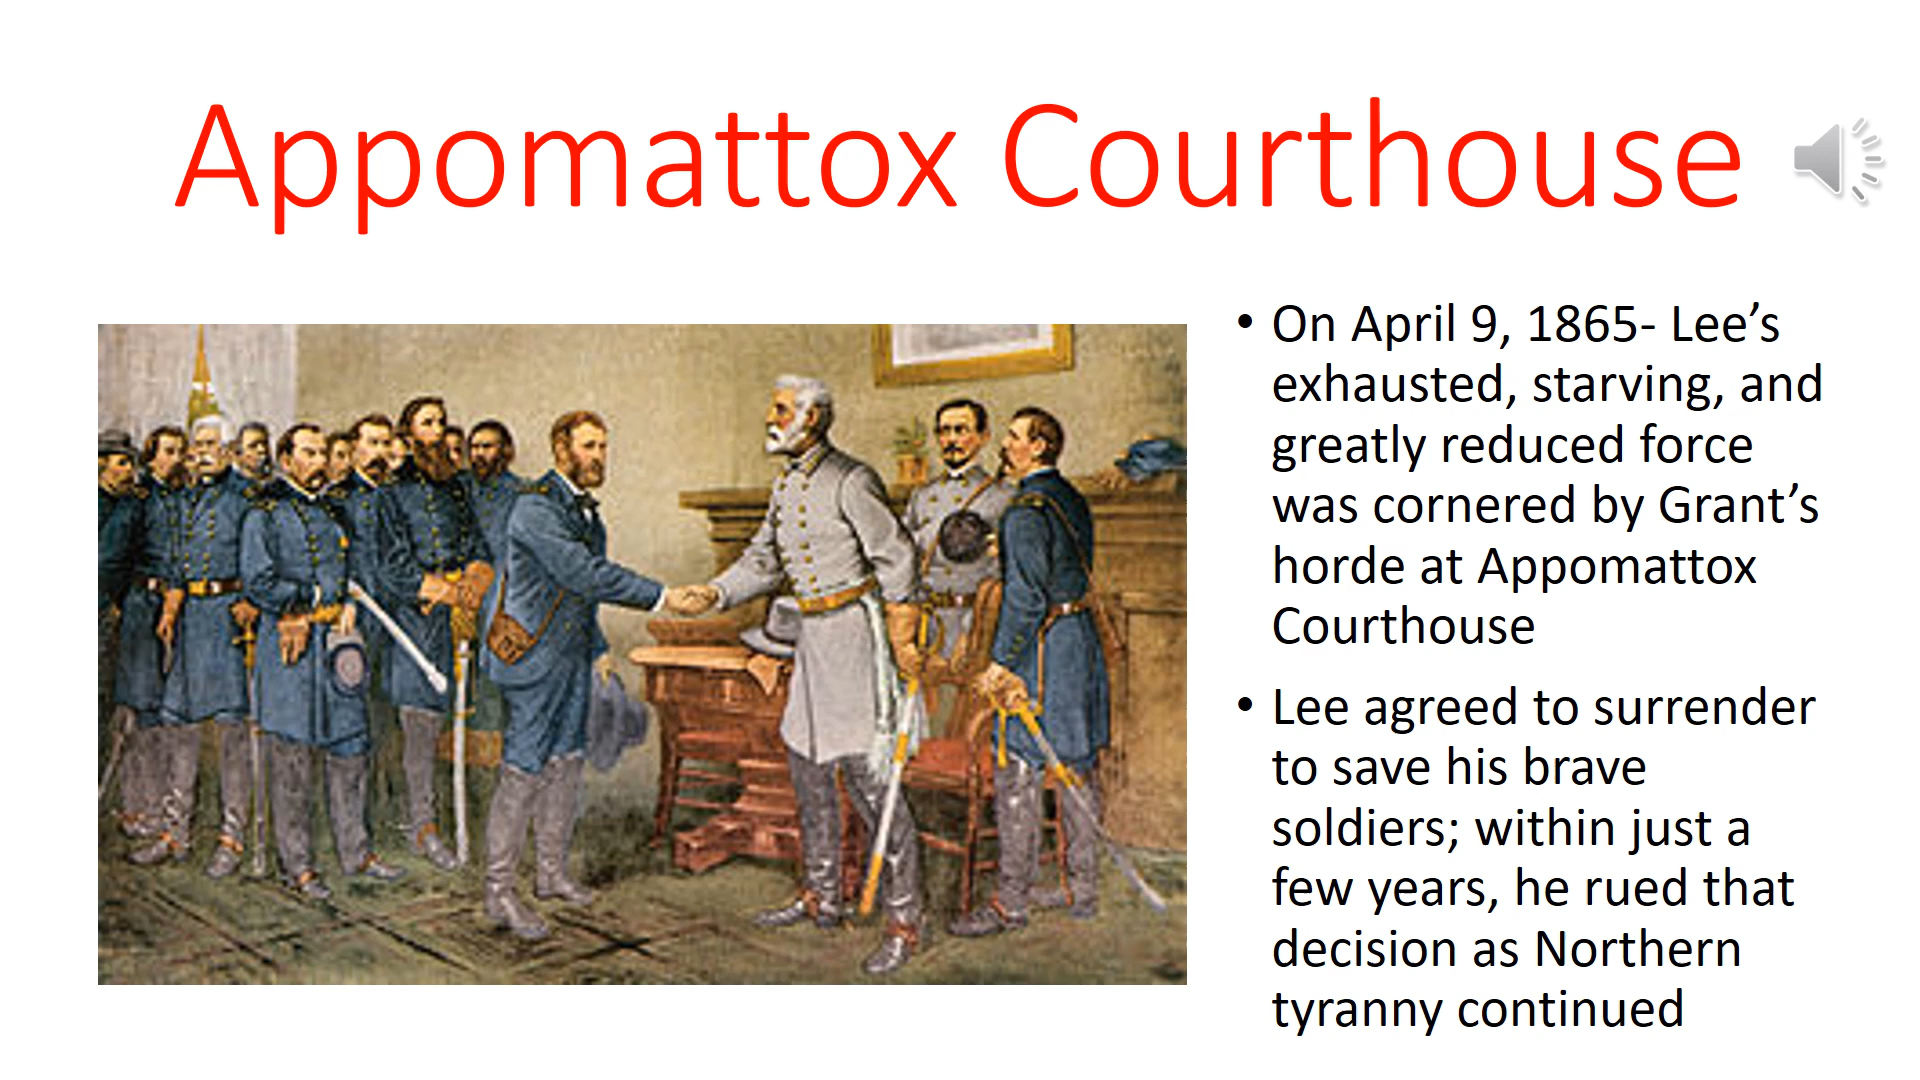 Appomattox Courthouse
• On April 9, 1865- Lee’s
exhausted, starving, and
greatly reduced force
was cornered by Grant’s
horde at Appomattox
Courthouse
• Lee agreed to surrender
to save his brave
soldiers; within just a
few years, he rued that
decision as Northern
tyranny continued